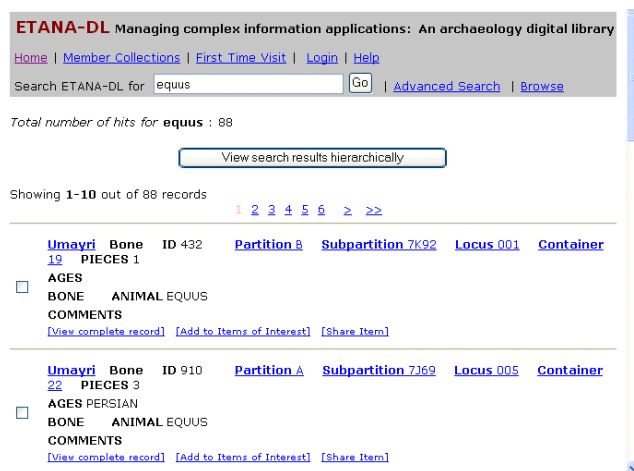 ETANA-DL Managing complex information applications: An archaeology digital library
Home | Member Collections | First Time Visit | Login | Help
Search ETANA-DL for equus Go | Advanced Search | Browse
Total number of hits for equus : 88
View search results hierarchically
Showing 1-10 out of 88 records
1 2 3 4 5 6 > >>
Umayri Bone ID 432 Partition B Subpartition 7K92 Locus 001 Container
19 PIECES 1
AGES
BONE ANIMAL EQUUS
COMMENTS
[View complete record] [Add to Items of Interest] [Share Item]
Umayri Bone ID 910 Partition A Subpartition 7J69 Locus 005 Container
22 PIECES 3
AGES PERSIAN
BONE ANIMAL EQUUS
COMMENTS
[View complete record] [Add to Items of Interest] [Share Item]